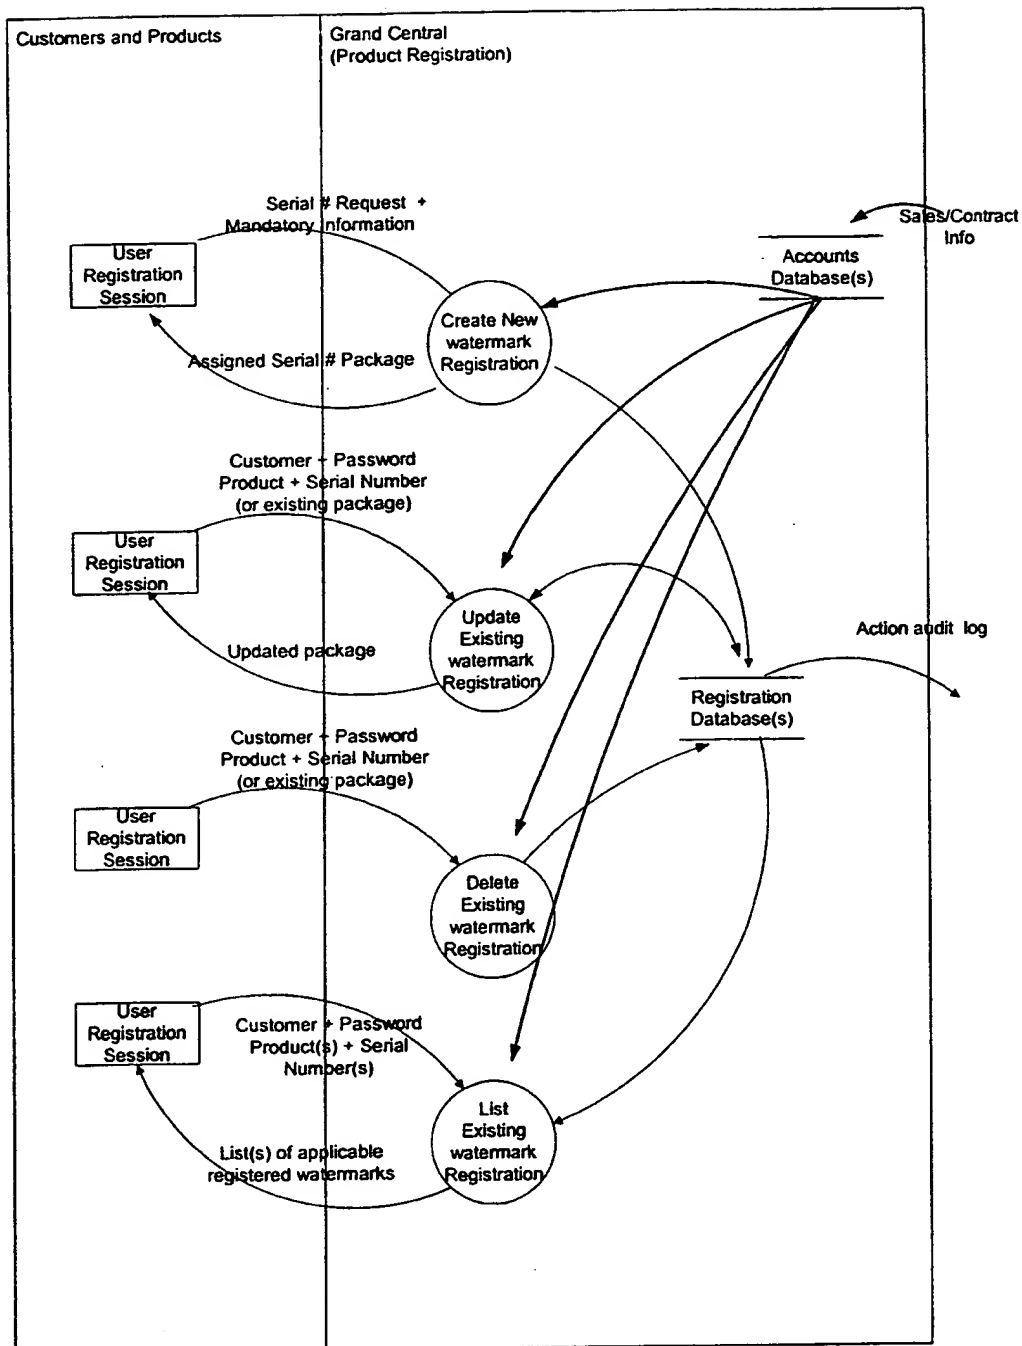 Customers and Products
Grand Central
(Product Registration)
Serial # Request +
Mandatory Information
Sales/Contract
Info
User
Registration
Session
Accounts
Database(s)
Create New
watermark
Registration
Assigned Serial # Package
Customer + Password
Product + Serial Number
(or existing package)
User
Registration
Session
Update
Existing
watermark
Registration
Updated package
Action audit log
Registration
Database(s)
Customer + Password
Product + Serial Number
(or existing package)
User
Registration
Session
Delete
Existing
watermark
Registration
User
Registration
Session
Customer + Password
Product(s) + Serial
Number(s)
List
Existing
watermark
Registration
List(s) of applicable
registered watermarks